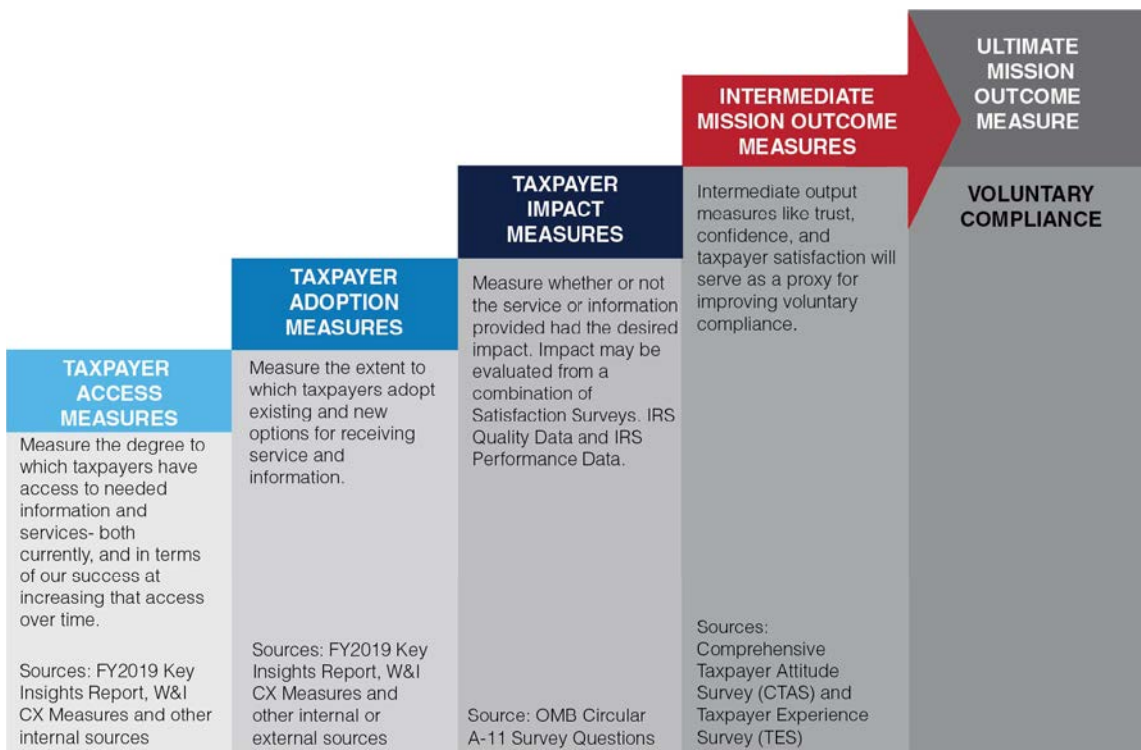 TAXPAYER
ACCESS
MEASURES
Measure the degree to
which taxpayers have
access to needed
information and
services- both
currently, and in terms
of our success at
increasing that access
over time.
Sources: FY2019 Key
Insights Report, W&I
CX Measures and other
internal sources
TAXPAYER
ADOPTION
MEASURES
Measure the extent to
which taxpayers adopt
existing and new
options for receiving
service and
information.
Sources: FY2019 Key
Insights Report, W&I
CX Measures and
other internal or
external sources
TAXPAYER
IMPACT
MEASURES
Measure whether or not
the service or information
provided had the desired
impact. Impact may be
evaluated from a
combination of
Satisfaction Surveys. IRS
Quality Data and IRS
Performance Data.
Source: OMB Circular
A-11 Survey Questions
INTERMEDIATE
MISSION OUTCOME
MEASURES
Intermediate output
measures like trust,
confidence, and
taxpayer satisfaction will
serve as a proxy for
improving voluntary
compliance.
Sources:
Comprehensive
Taxpayer Attitude
Survey (CTAS) and
Taxpayer Experience
Survey (TES)
ULTIMATE
MISSION
OUTCOME
MEASURE
VOLUNTARY
COMPLIANCE